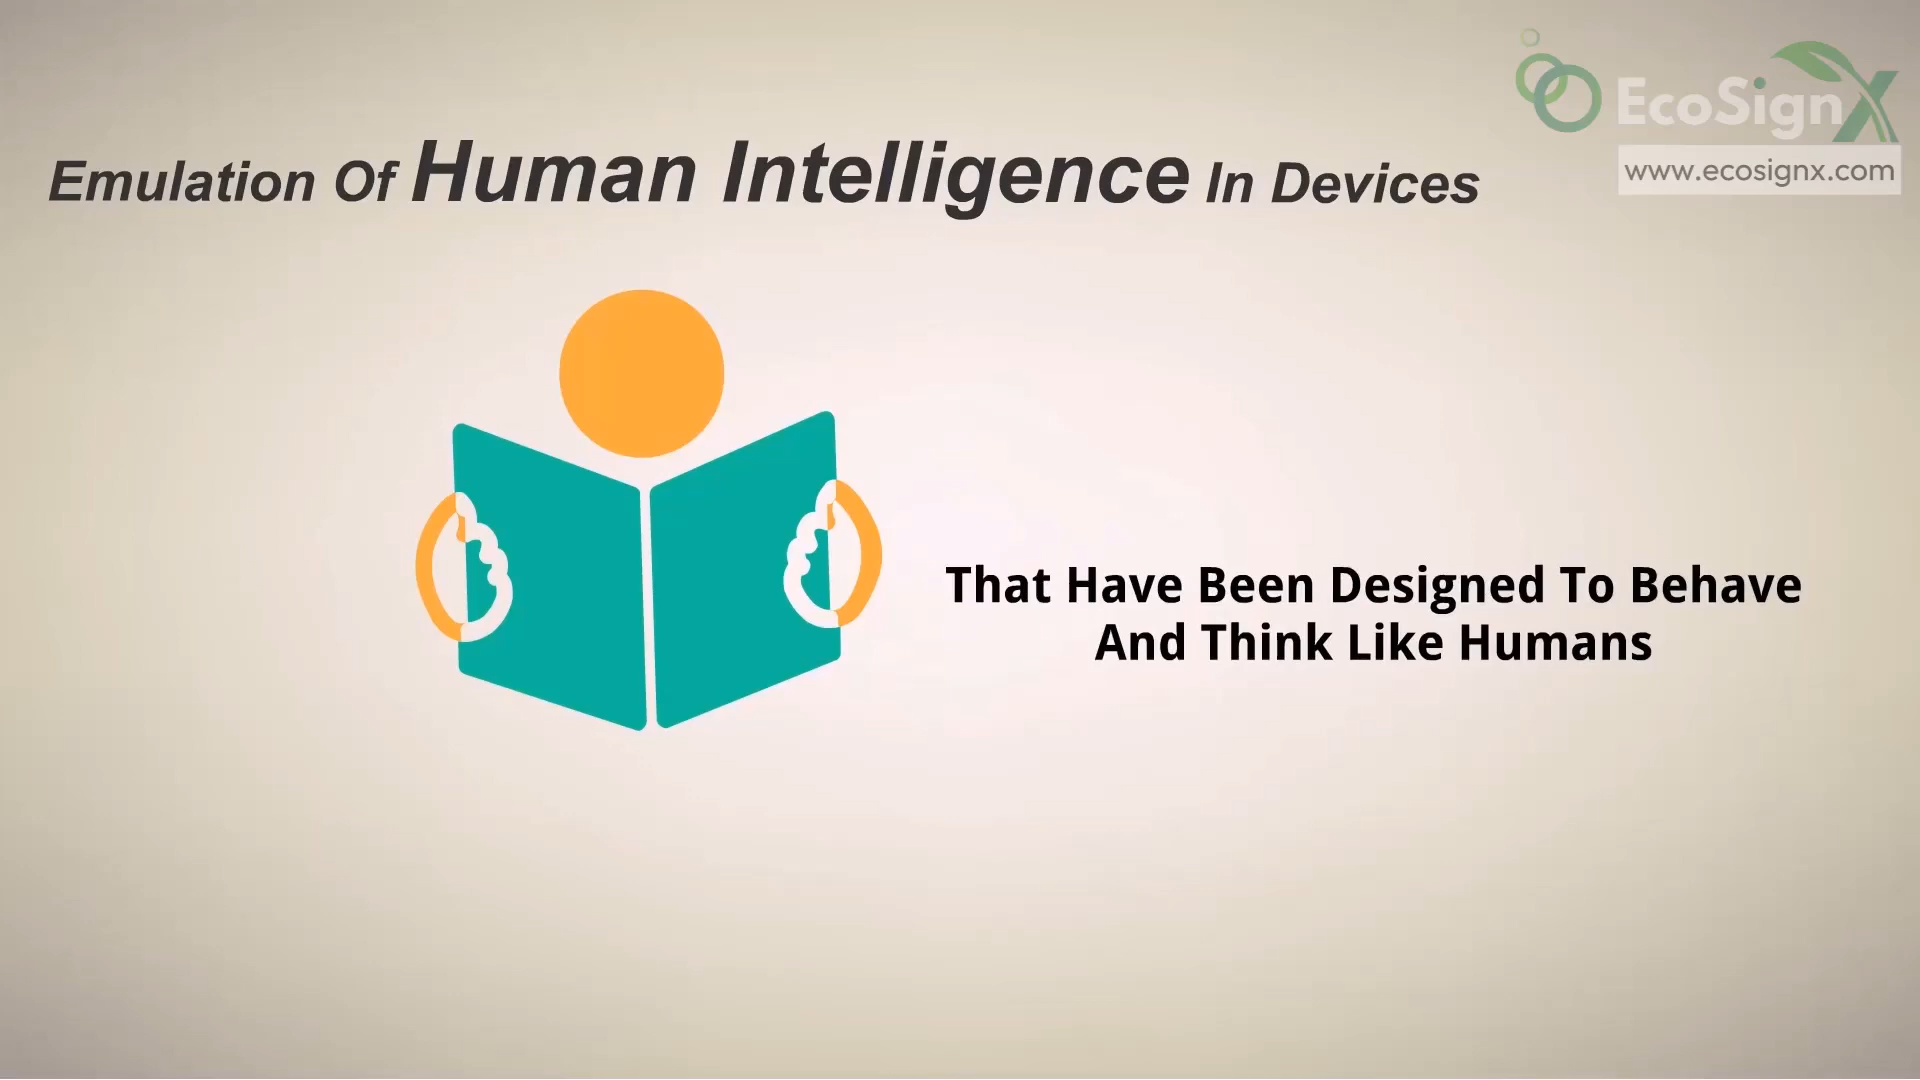 EcoSignX
www.ecosignx.com
Emulation Of Human Intelligence In Devices
That Have Been Designed To Behave
And Think Like Humans